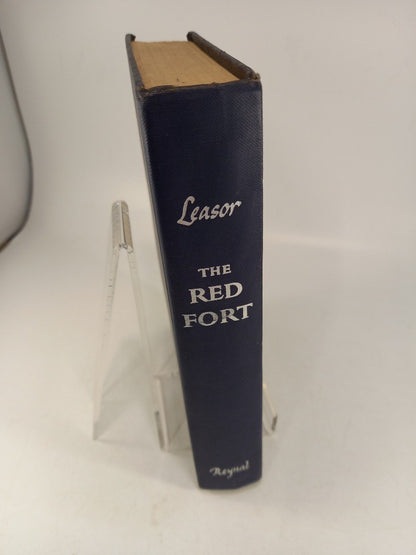 Leasor
THE
RED
FORT
Reynal